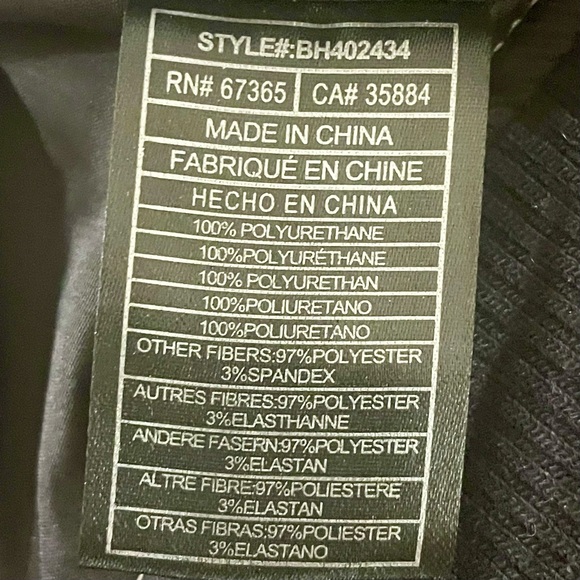 STYLE#:BH402434
RN# 67365 CA# 35884
MADE IN CHINA
FABRIQUÉ EN CHINE
HECHO EN CHINA
100% POLYURETHANE
100%POLYURÉTHANE
100% POLYURETHAN
100%POLIURETANO
100%POLIURETANO
OTHER FIBERS:97%POLYESTER
3%SPANDEX
AUTRES FIBRES:97%POLYESTER
3%ELASTHANNE
ANDERE FASERN:97%POLYESTER
3%ELASTAN
ALTRE FIBRE:97%POLIESTERE
3%ELASTAN
OTRAS FIBRAS:97%POLIESTER
3%ELASTANO